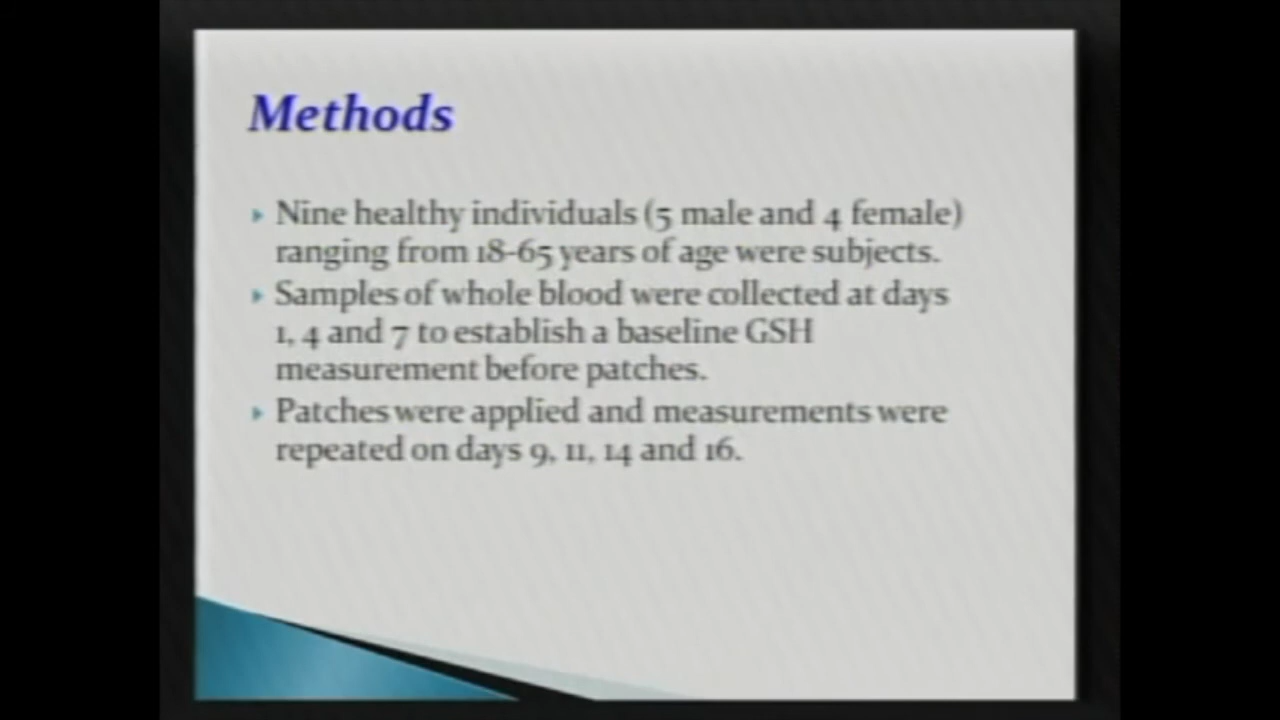 Methods
Nine healthy individuals (5 male and 4 female)
ranging from 18-65 years of age were subjects.
Samples of whole blood were collected at days
1, 4 and 7 to establish a baseline GSH
measurement before patches.
Patches were applied and measurements were
repeated on days 9, 11, 14 and 16.